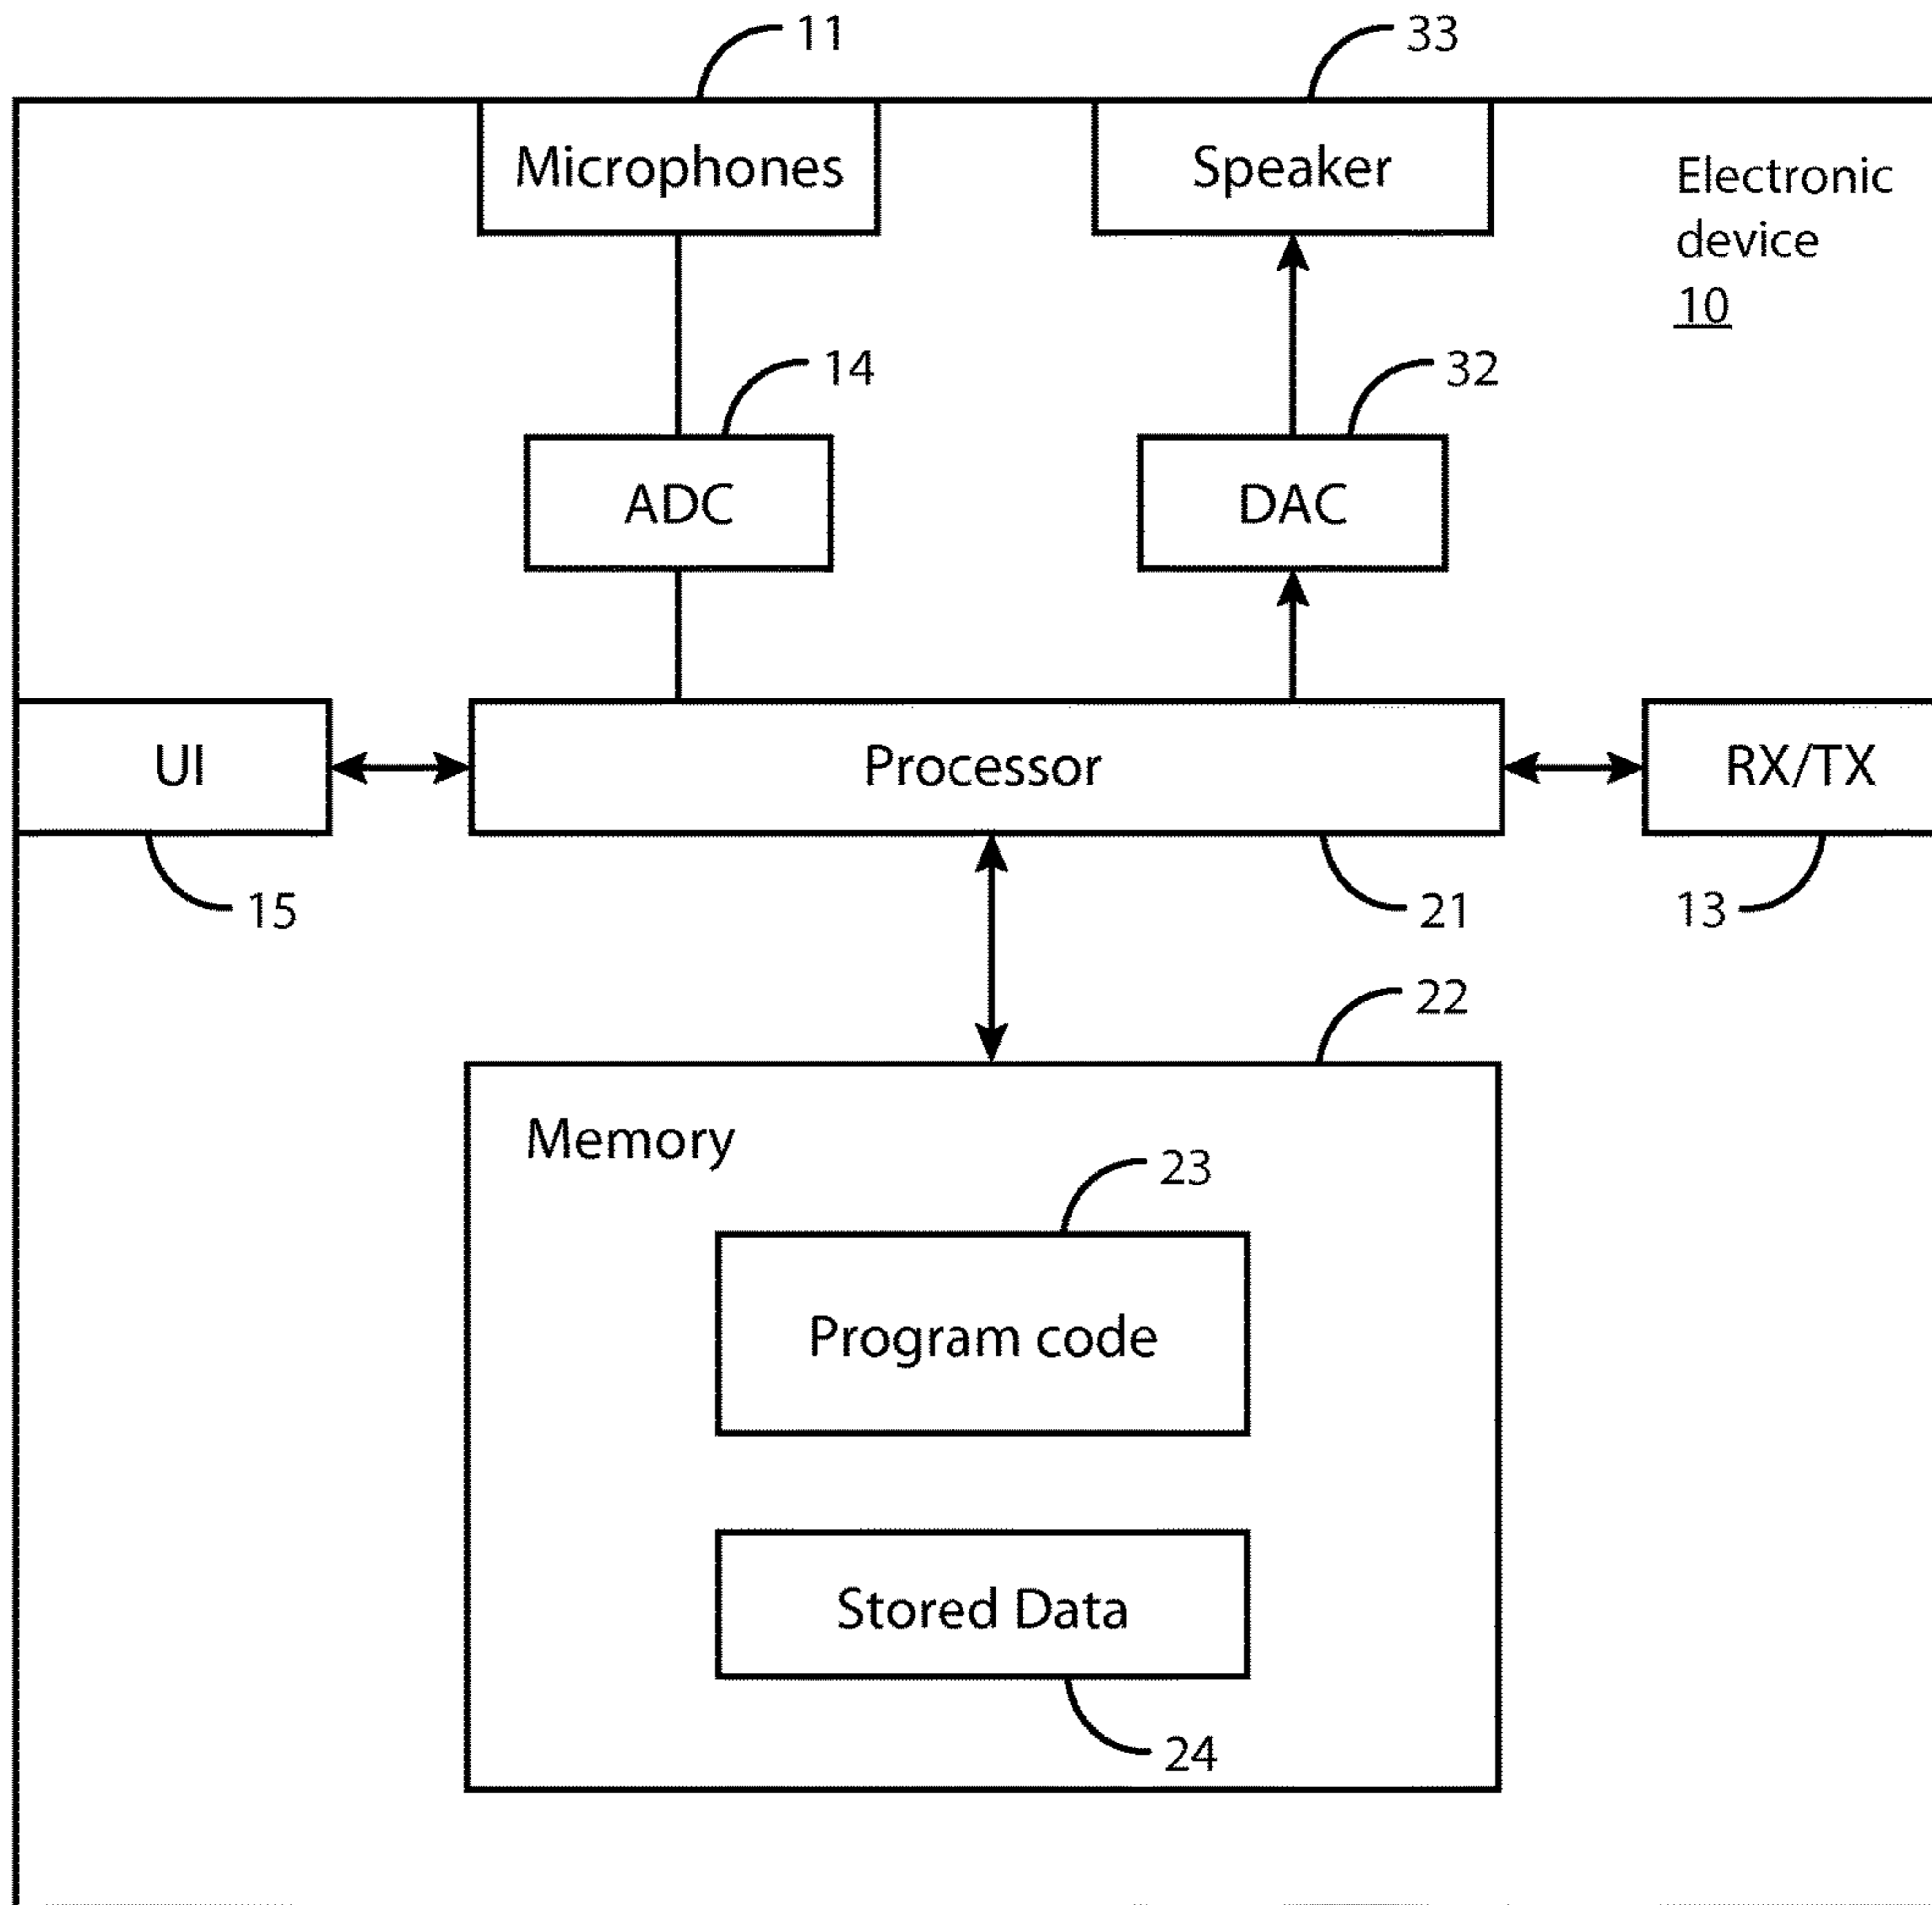 11
33
Microphones
Speaker
Electronic
device
10
14
32
ADC
DAC
UI
Processor
RX/TX
15
21
13
22
Memory
23
Program code
Stored Data
24